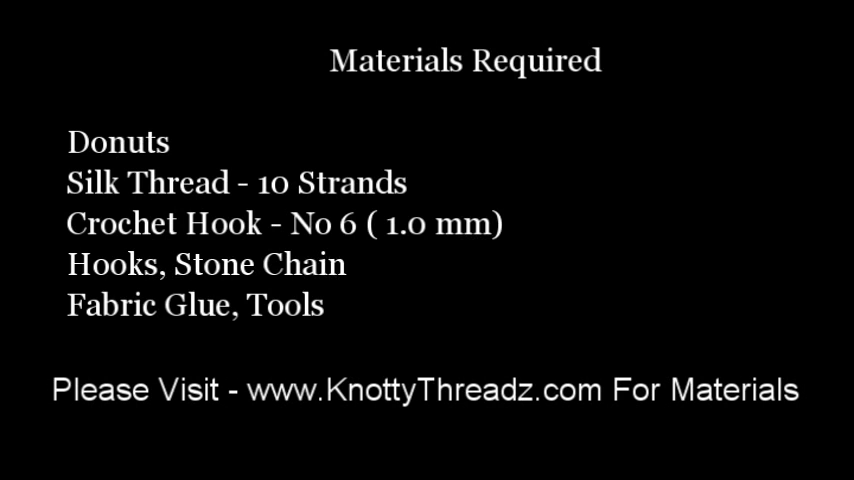 Materials Required
Donuts
Silk Thread - 10 Strands
Crochet Hook - No 6 ( 1.0 mm)
Hooks, Stone Chain
Fabric Glue, Tools
Please Visit - www.KnottyThreadz.com For Materials